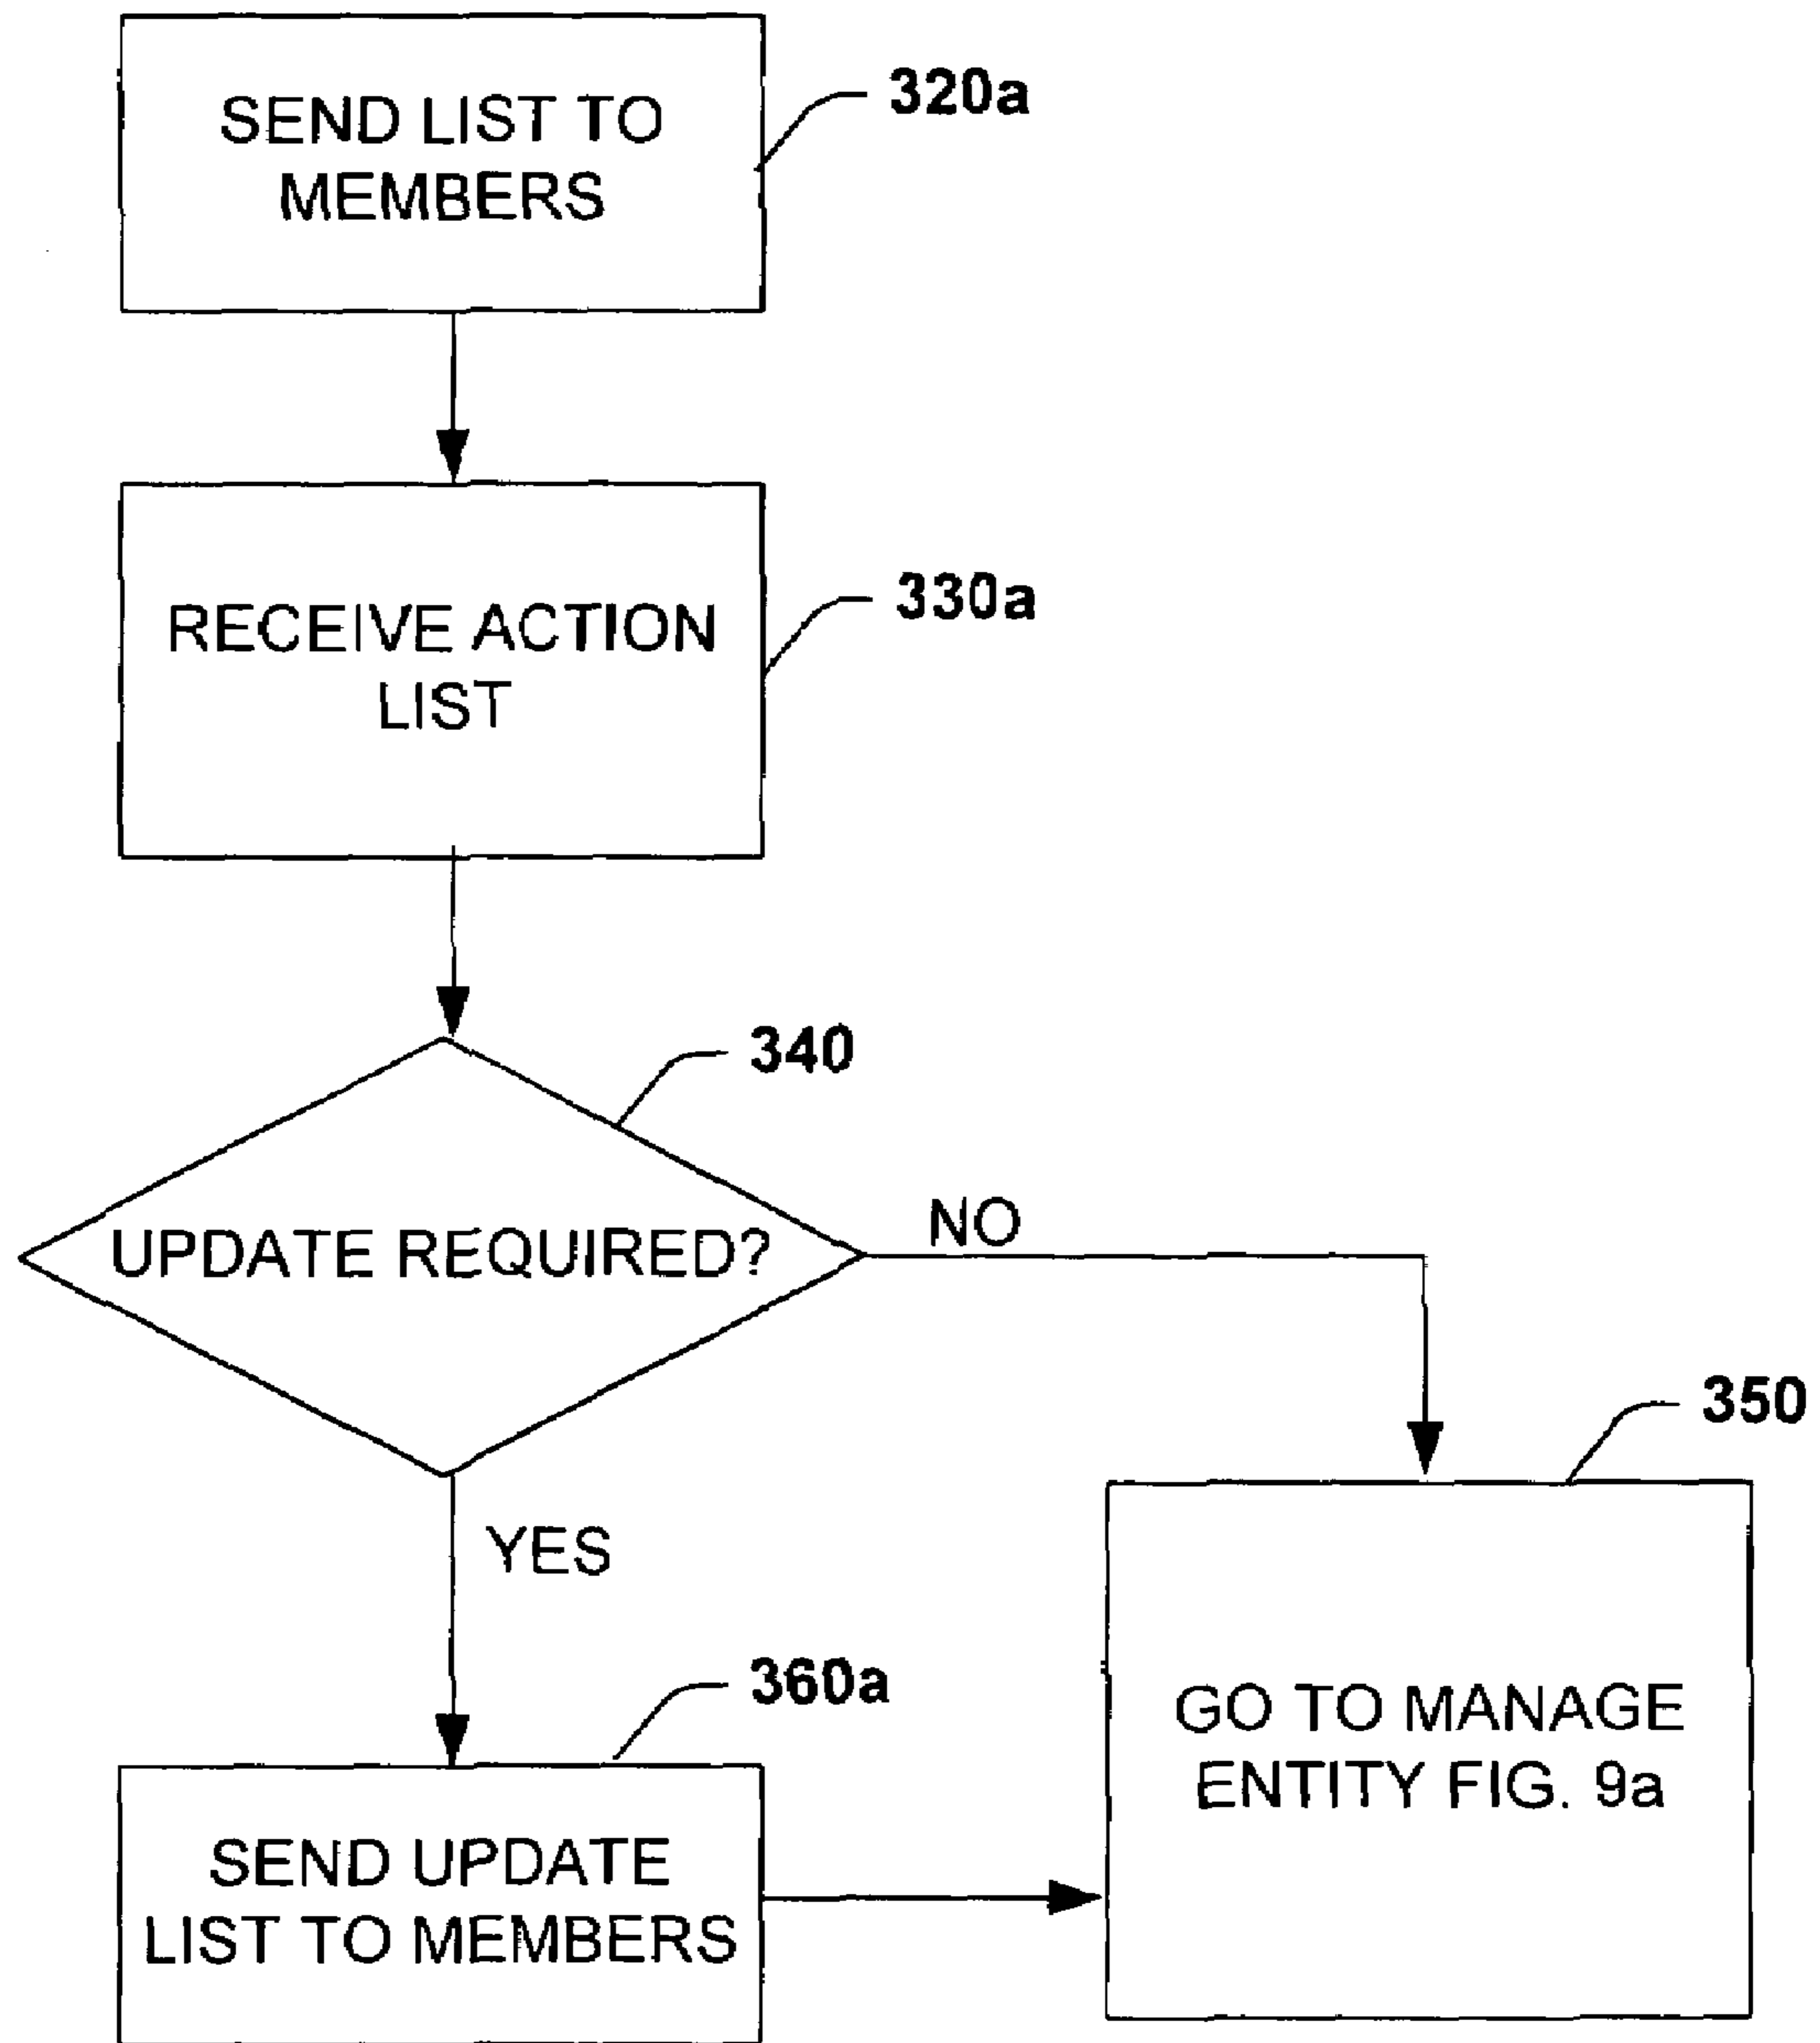 SEND LIST TO
MEMBERS
320a
RECEIVE ACTION
LIST
330a
340
UPDATE REQUIRED?
NO
YES
350
GO TO MANAGE
ENTITY FIG. 9a
360a
SEND UPDATE
LIST TO MEMBERS